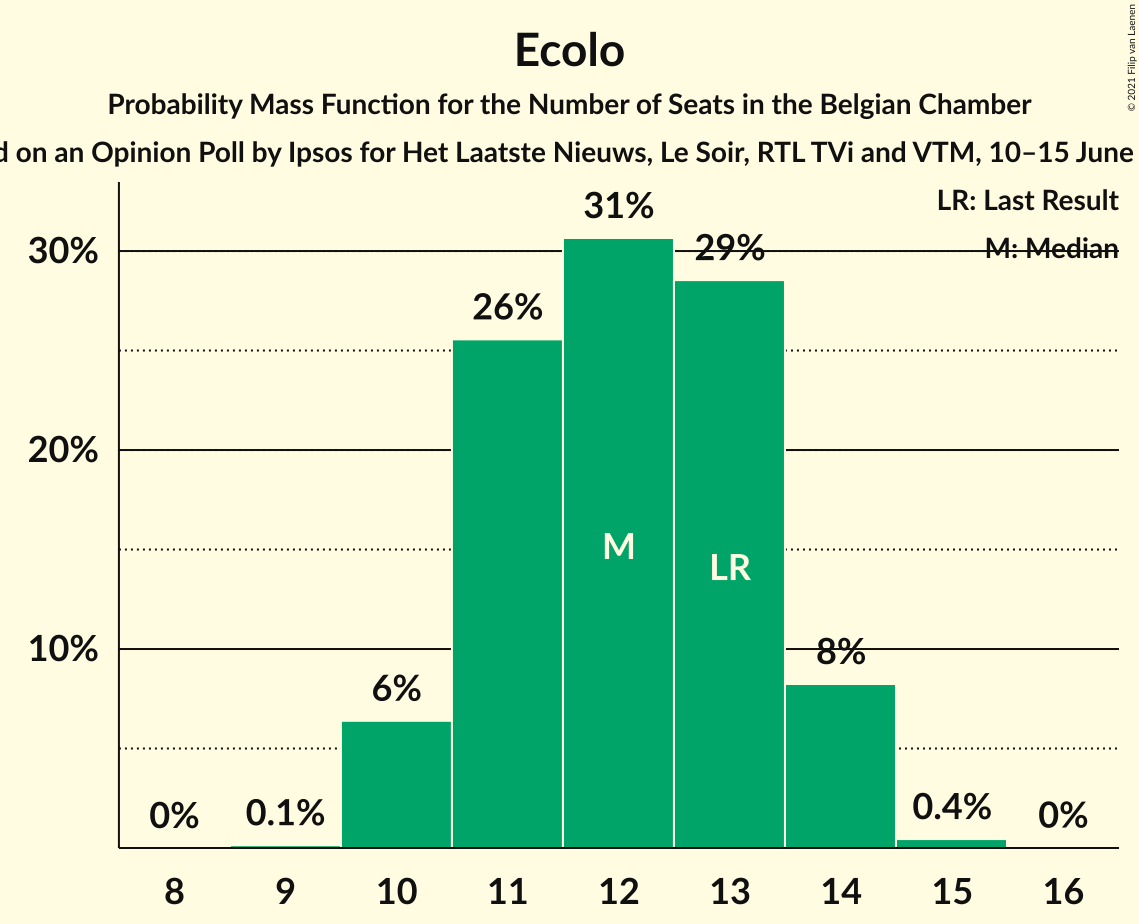 Ecolo
Probability Mass Function for the Number of Seats in the Belgian Chamber
on an Opinion Poll by Ipsos for Het Laatste Nieuws, Le Soir, RTL TVi and VTM, 10–15 June
© 2021 Filip van Laenen
LR: Last Result
M: Median
30%
20%
10%
0%
0.1%
6%
26%
31%
29%
8%
0.4%
0%
M
LR
8
9
10
11
12
13
14
15
16